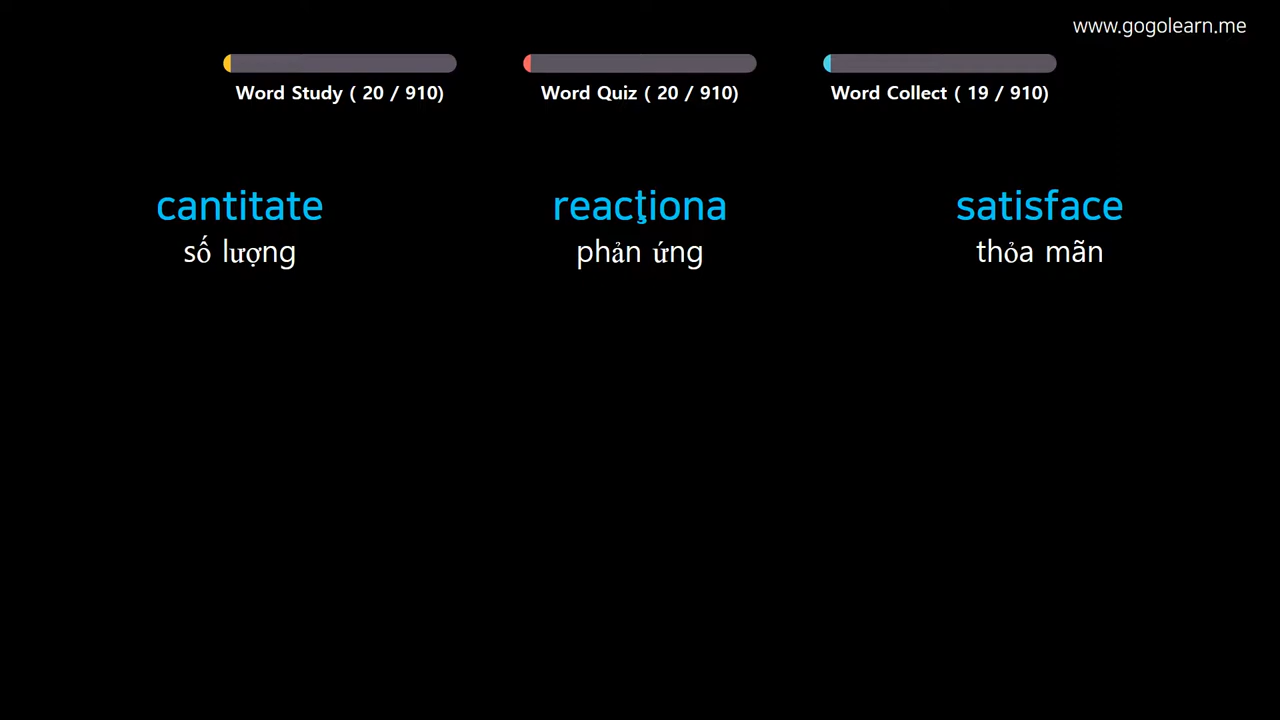 www.gogolearn.me
Word Study ( 20 / 910)
Word Quiz ( 20 / 910)
Word Collect ( 19 / 910)
cantitate
reacţiona
satisface
số lượng
phản ứng
thỏa mãn